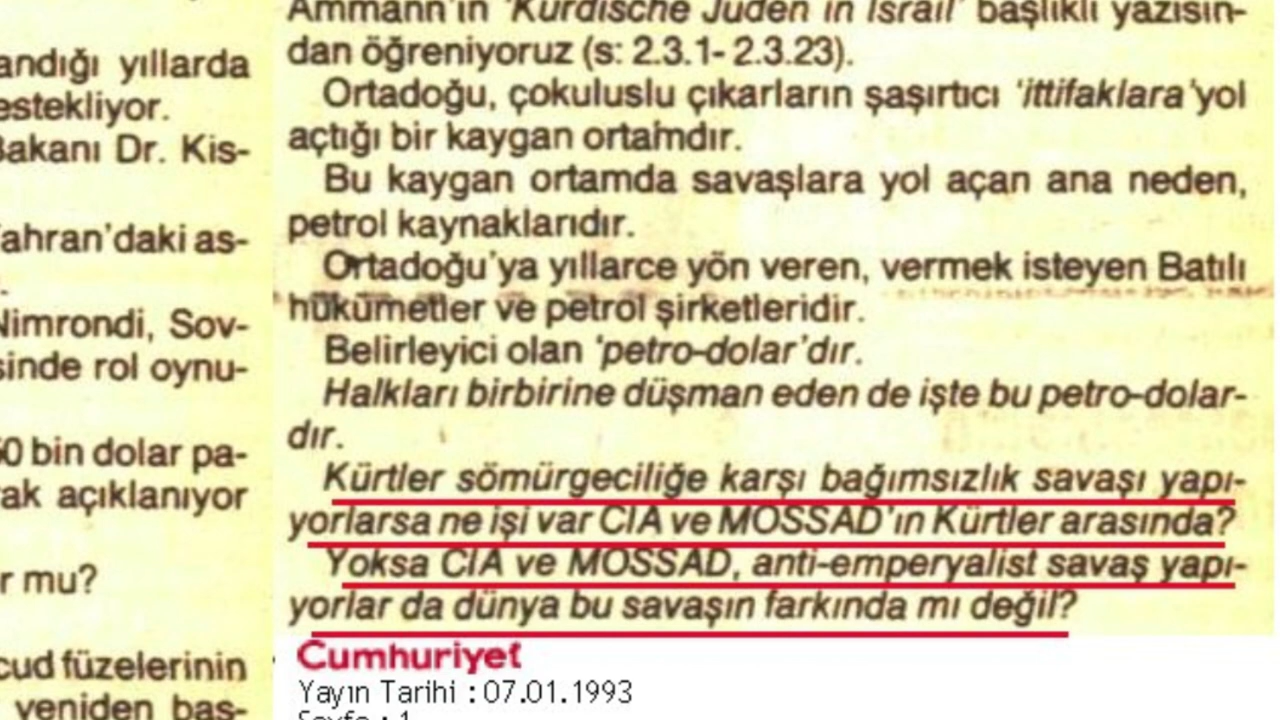 andığı yıllarda
estekliyor.
Bakanı Dr. Kis-
ahran'daki as-
Nimrondi, Sov-
sinde rol oynu-
0 bin dolar pa-
rak açıklanıyor
r mu?
cud füzelerinin
yeniden baş-
Ammann'ın 'Kurdische Juden in Israil' başlıklı yazısın-
dan öğreniyoruz (s: 2.3.1- 2.3.23).
Ortadoğu, çokuluslu çıkarların şaşırtıcı 'ittifaklara'yol
açtığı bir kaygan ortamdır.
Bu kaygan ortamda savaşlara yol açan ana neden,
petrol kaynaklarıdır.
Ortadoğu'ya yıllarce yön veren, vermek isteyen Batılı
hükümetler ve petrol şirketleridir.
Belirleyici olan 'petro-dolar'dır.
Halkları birbirine düşman eden de işte bu petro-dolar-
dır.
Kürtler sömürgeciliğe karşı bağımsızlık savaşı yapı-
yorlarsa ne işi var CIA ve MOSSAD'ın Kürtler arasında?
Yoksa CIA ve MOSSAD, anti-emperyalist savaş yapı-
yorlar da dünya bu savaşın farkında mı değil?
Cumhuriyet
Yayın Tarihi : 07.01.1993
Sayfa : 1